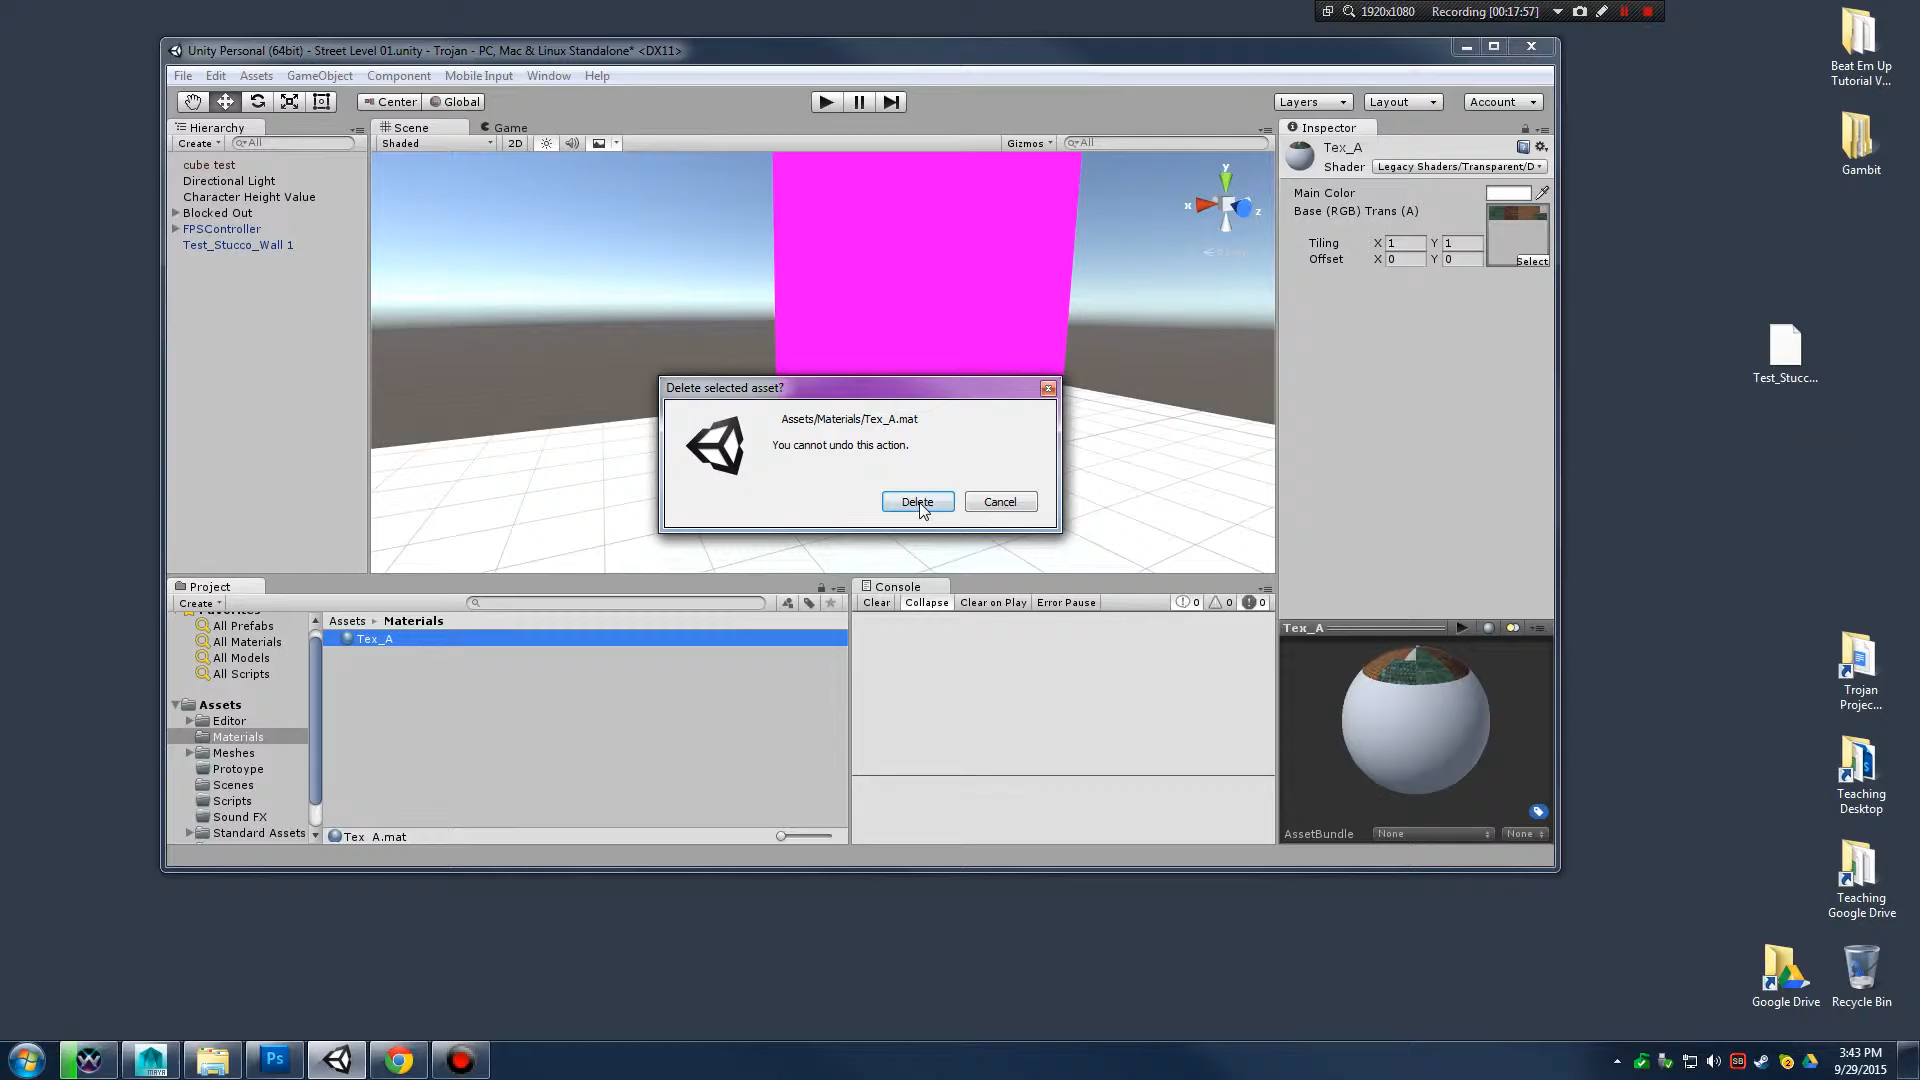 1920x1080 Recording [00:17:57]
Unity Personal (64bit) - Street Level 01.unity - Trojan - PC, Mac & Linux Standalone* <DX11>
File Edit Assets GameObject Component Mobile Input Window Help
Center Global Layers Layout Account
Hierarchy
Create All
cube test
Directional Light
Character Height Value
Blocked Out
FPSController
Test_Stucco_Wall 1
Scene Game
Shaded 2D Gizmos All
y
x
z
Inspector
Tex_A
Shader Legacy Shaders/Transparent/D
Main Color
Base (RGB) Trans (A)
Tiling X 1 Y 1
Offset X 0 Y 0
Select
Delete selected asset?
Assets/Materials/Tex_A.mat
You cannot undo this action.
Delete Cancel
Project
Create
Favorites
All Prefabs
All Materials
All Models
All Scripts
Assets
Editor
Materials
Meshes
Protoype
Scenes
Scripts
Sound FX
Standard Assets
Assets Materials
Tex_A
Tex_A.mat
Console
Clear Collapse Clear on Play Error Pause 0 0 0
Tex_A
AssetBundle None None
Beat Em Up
Tutorial V...
Gambit
Test_Stucc...
Trojan
Projec...
Teaching
Desktop
Teaching
Google Drive
Google Drive
Recycle Bin
MAYA
Ps
SB
2
3:43 PM
9/29/2015